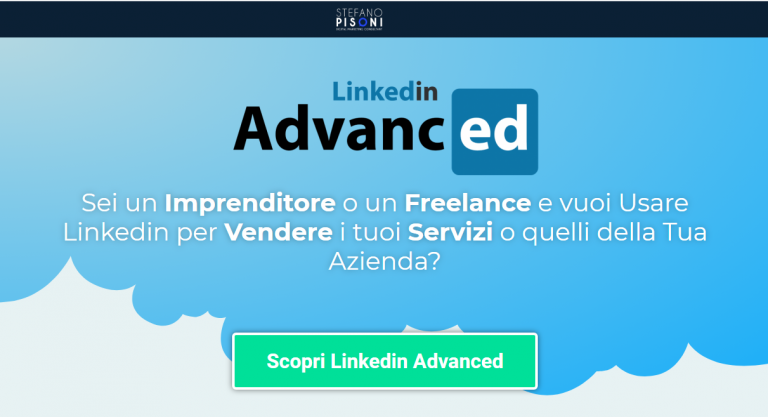 STEFANO
PISONI
DIGITAL MARKETING CONSULTANT
Linkedin
Advanced
Sei un Imprenditore o un Freelance e vuoi Usare
Linkedin per Vendere i tuoi Servizi o quelli della Tua
Azienda?
Scopri Linkedin Advanced